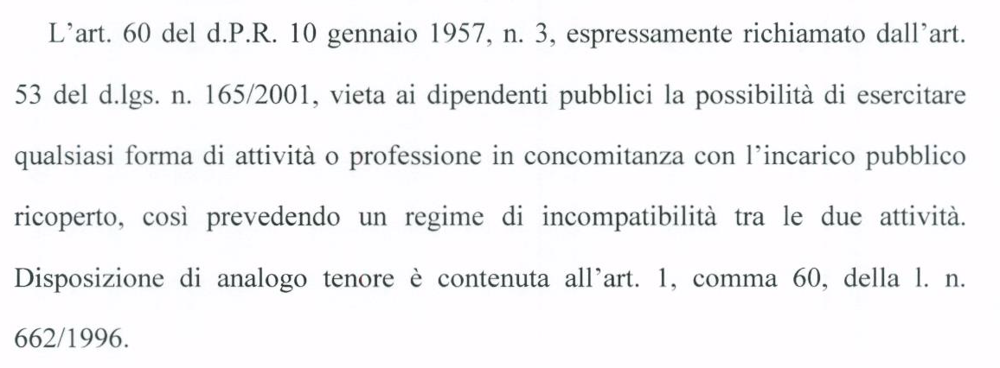 L’art. 60 del d.P.R. 10 gennaio 1957, n. 3, espressamente richiamato dall’art.
53 del d.lgs. n. 165/2001, vieta ai dipendenti pubblici la possibilità di esercitare
qualsiasi forma di attività o professione in concomitanza con l’incarico pubblico
ricoperto, così prevedendo un regime di incompatibilità tra le due attività.
Disposizione di analogo tenore è contenuta all’art. 1, comma 60, della l. n.
662/1996.